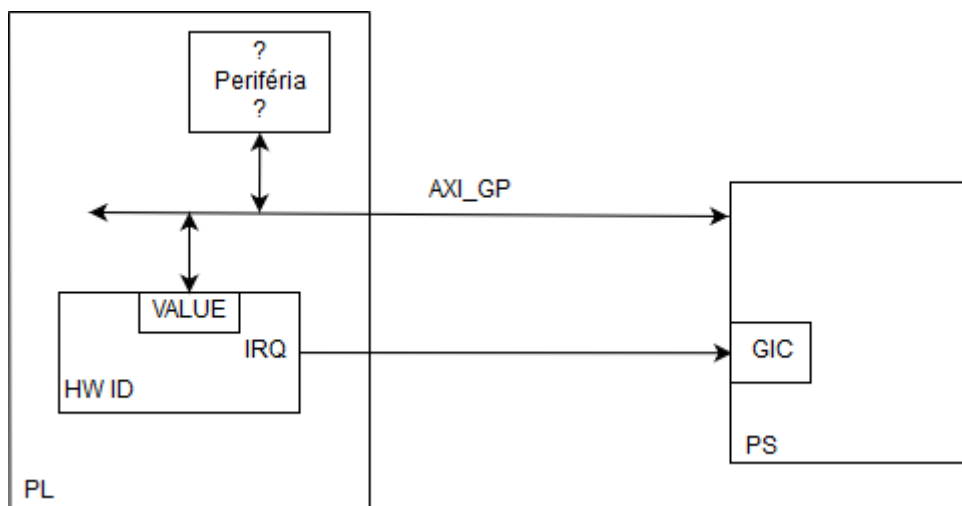 ?
Periféria
?
AXI_GP
VALUE
IRQ
HW ID
GIC
PS
PL